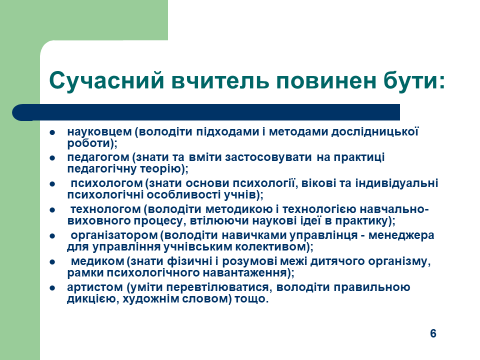 Сучасний вчитель повинен бути:
науковцем (володіти підходами і методами дослідницької
роботи);
педагогом (знати та вміти застосовувати на практиці
педагогічну теорію);
психологом (знати основи психології, вікові та індивідуальні
психологічні особливості учнів);
технологом (володіти методикою і технологією навчально-
виховного процесу, втілюючи наукові ідеї в практику);
організатором (володіти навичками управлінця - менеджера
для управління учнівським колективом);
медиком (знати фізичні і розумові межі дитячого організму,
рамки психологічного навантаження);
артистом (уміти перевтілюватися, володіти правильною
дикцією, художнім словом) тощо.
6